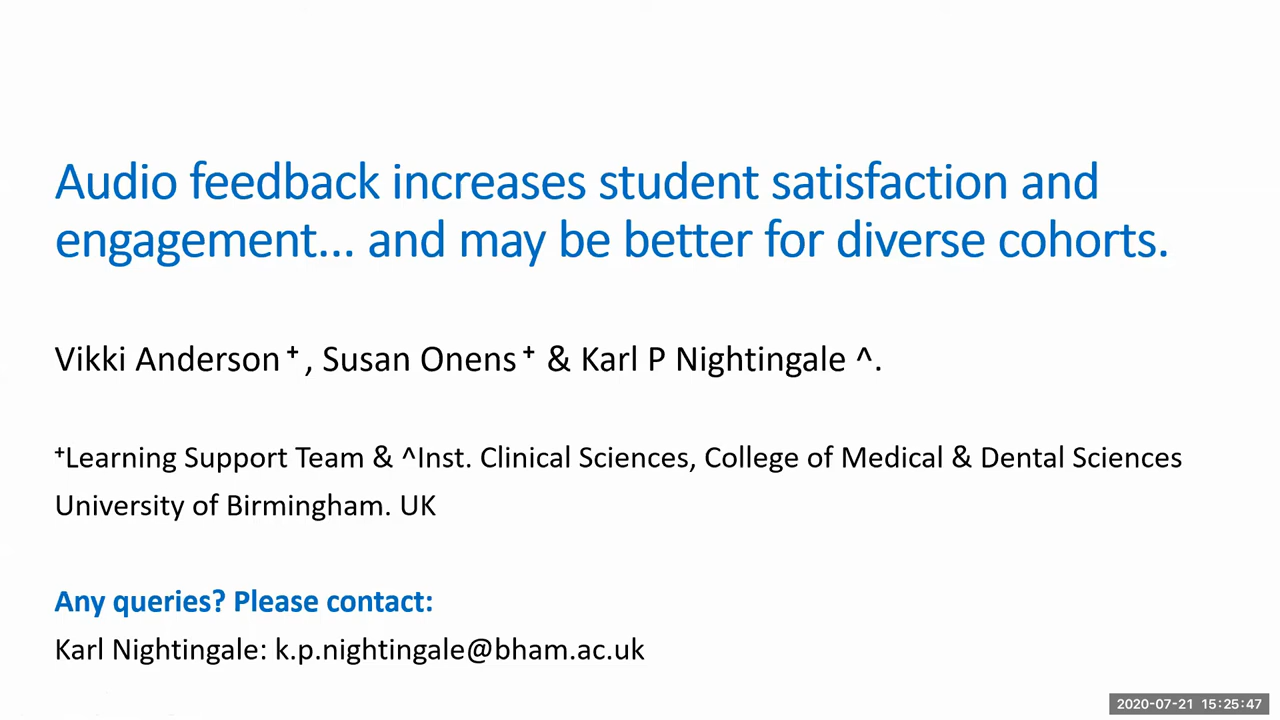 Audio feedback increases student satisfaction and
engagement... and may be better for diverse cohorts.
Vikki Anderson⁺, Susan Onens⁺ & Karl P Nightingale ^.
⁺Learning Support Team & ^Inst. Clinical Sciences, College of Medical & Dental Sciences
University of Birmingham. UK
Any queries? Please contact:
Karl Nightingale: k.p.nightingale@bham.ac.uk
2020-07-21 15:25:47